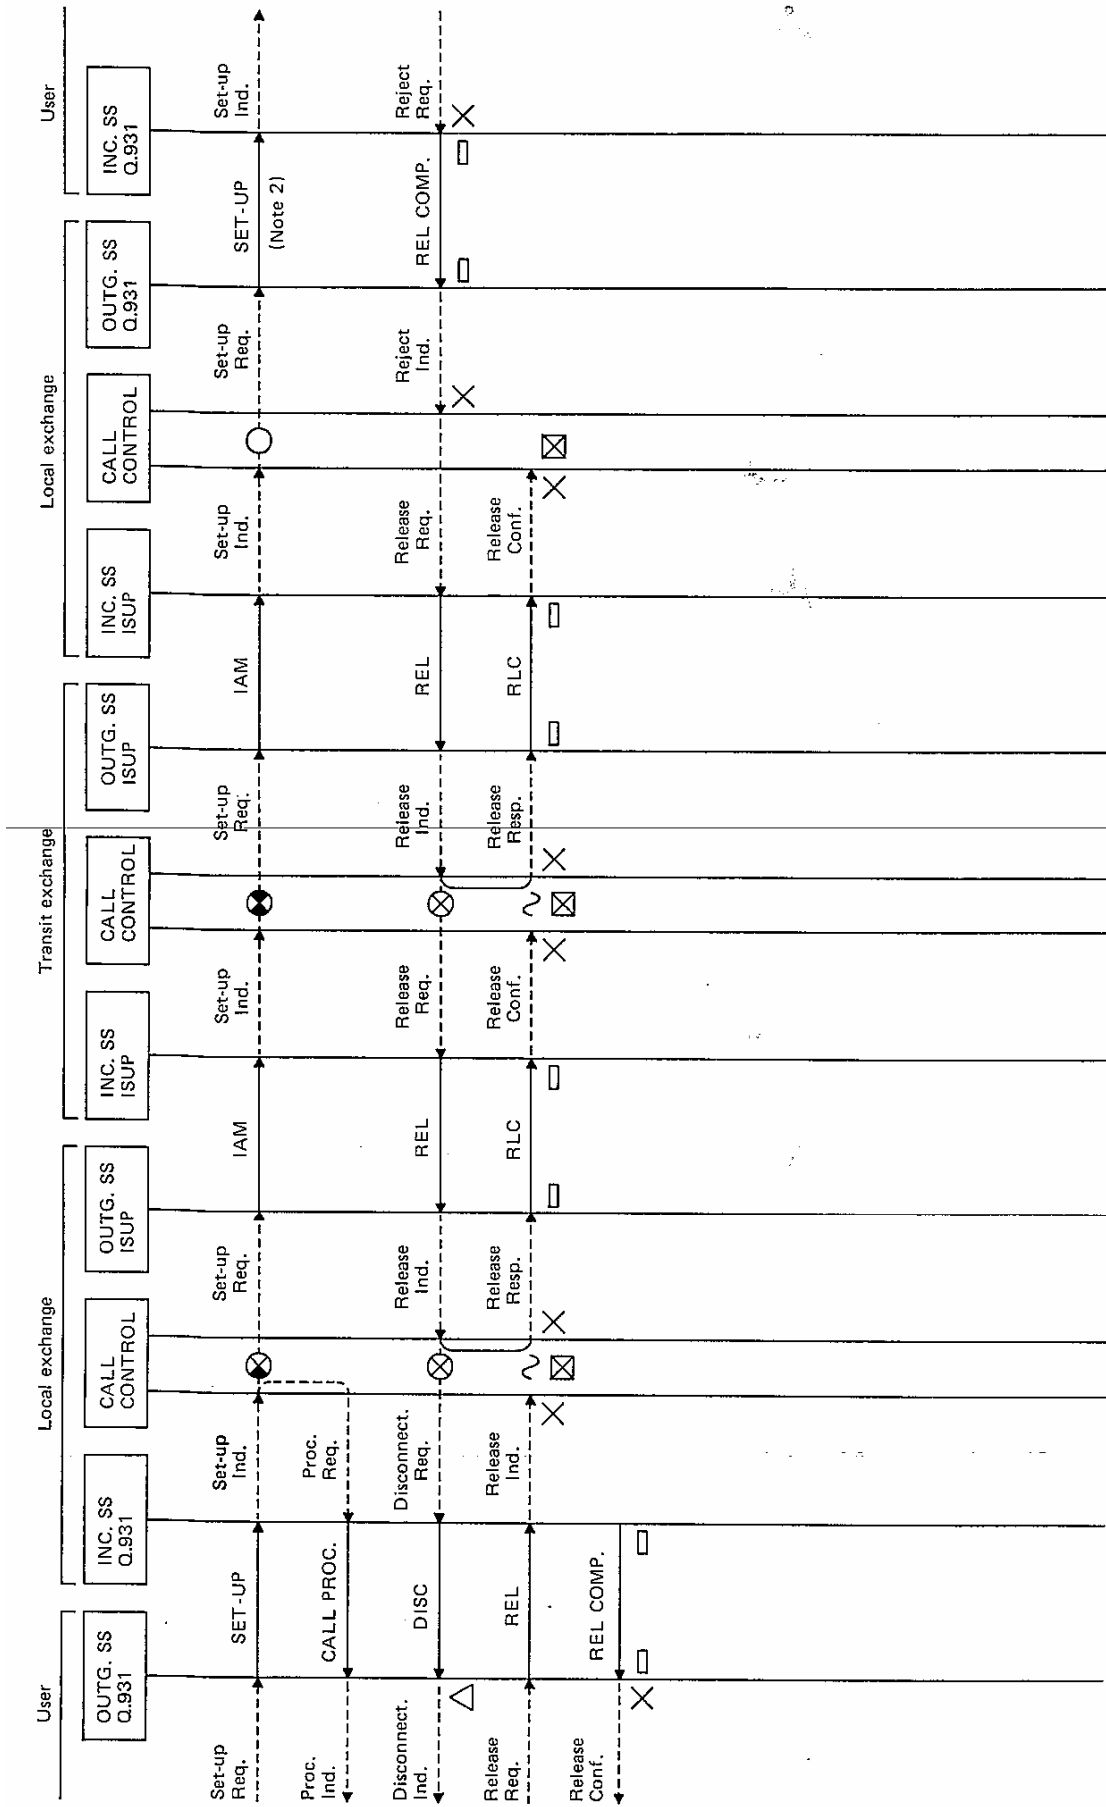 User
Local exchange
Transit exchange
Local exchange
User
OUTG. SS
Q.931
INC. SS
Q.931
CALL
CONTROL
OUTG. SS
ISUP
INC. SS
ISUP
CALL
CONTROL
OUTG. SS
ISUP
INC. SS
ISUP
CALL
CONTROL
OUTG. SS
Q.931
INC. SS
Q.931
Set-up
Req.
SET-UP
Set-up
Ind.
Set-up
Req.
IAM
Set-up
Ind.
Set-up
Req.
IAM
Set-up
Ind.
Set-up
Req.
SET-UP
(Note 2)
Set-up
Ind.
Proc.
Ind.
CALL PROC.
Proc.
Req.
Disconnect.
Ind.
DISC
Disconnect.
Req.
Release
Ind.
REL
Release
Req.
Release
Ind.
REL
Release
Req.
Reject
Ind.
REL COMP.
Reject
Req.
Release
Req.
REL
Release
Ind.
Release
Resp.
RLC
Release
Conf.
Release
Resp.
RLC
Release
Conf.
Release
Conf.
REL COMP.